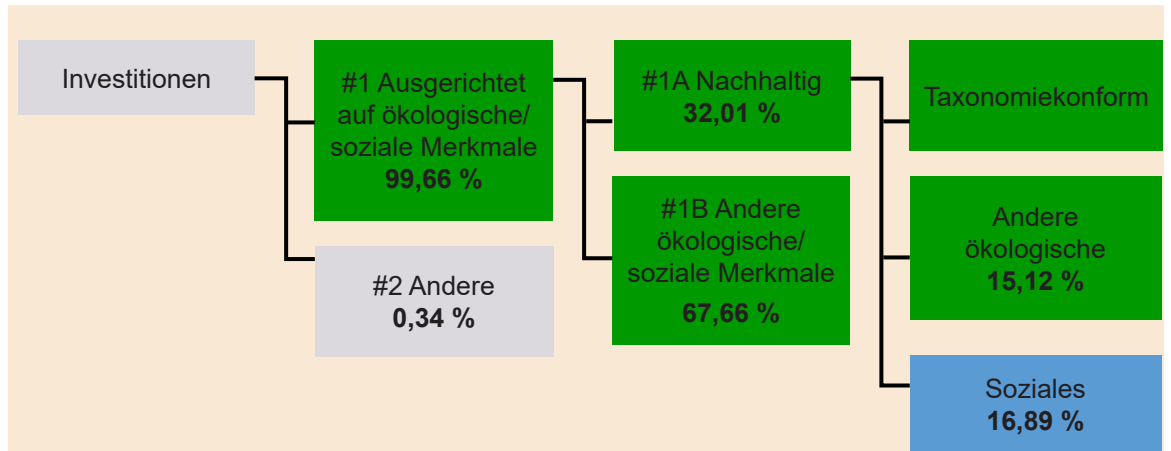 Investitionen
#1 Ausgerichtet
auf ökologische/
soziale Merkmale
99,66 %
#2 Andere
0,34 %
#1A Nachhaltig
32,01 %
#1B Andere
ökologische/
soziale Merkmale
67,66 %
Taxonomiekonform
Andere
ökologische
15,12 %
Soziales
16,89 %